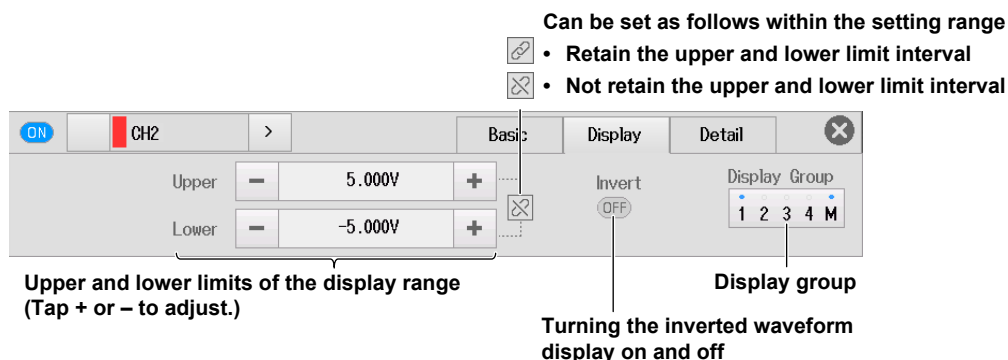 Can be set as follows within the setting range
• Retain the upper and lower limit interval
• Not retain the upper and lower limit interval
ON CH2 > Basic Display Detail
Upper − 5.000V + Invert Display Group
OFF 1 2 3 4 M
Lower − -5.000V +
Upper and lower limits of the display range
(Tap + or – to adjust.)
Display group
Turning the inverted waveform
display on and off